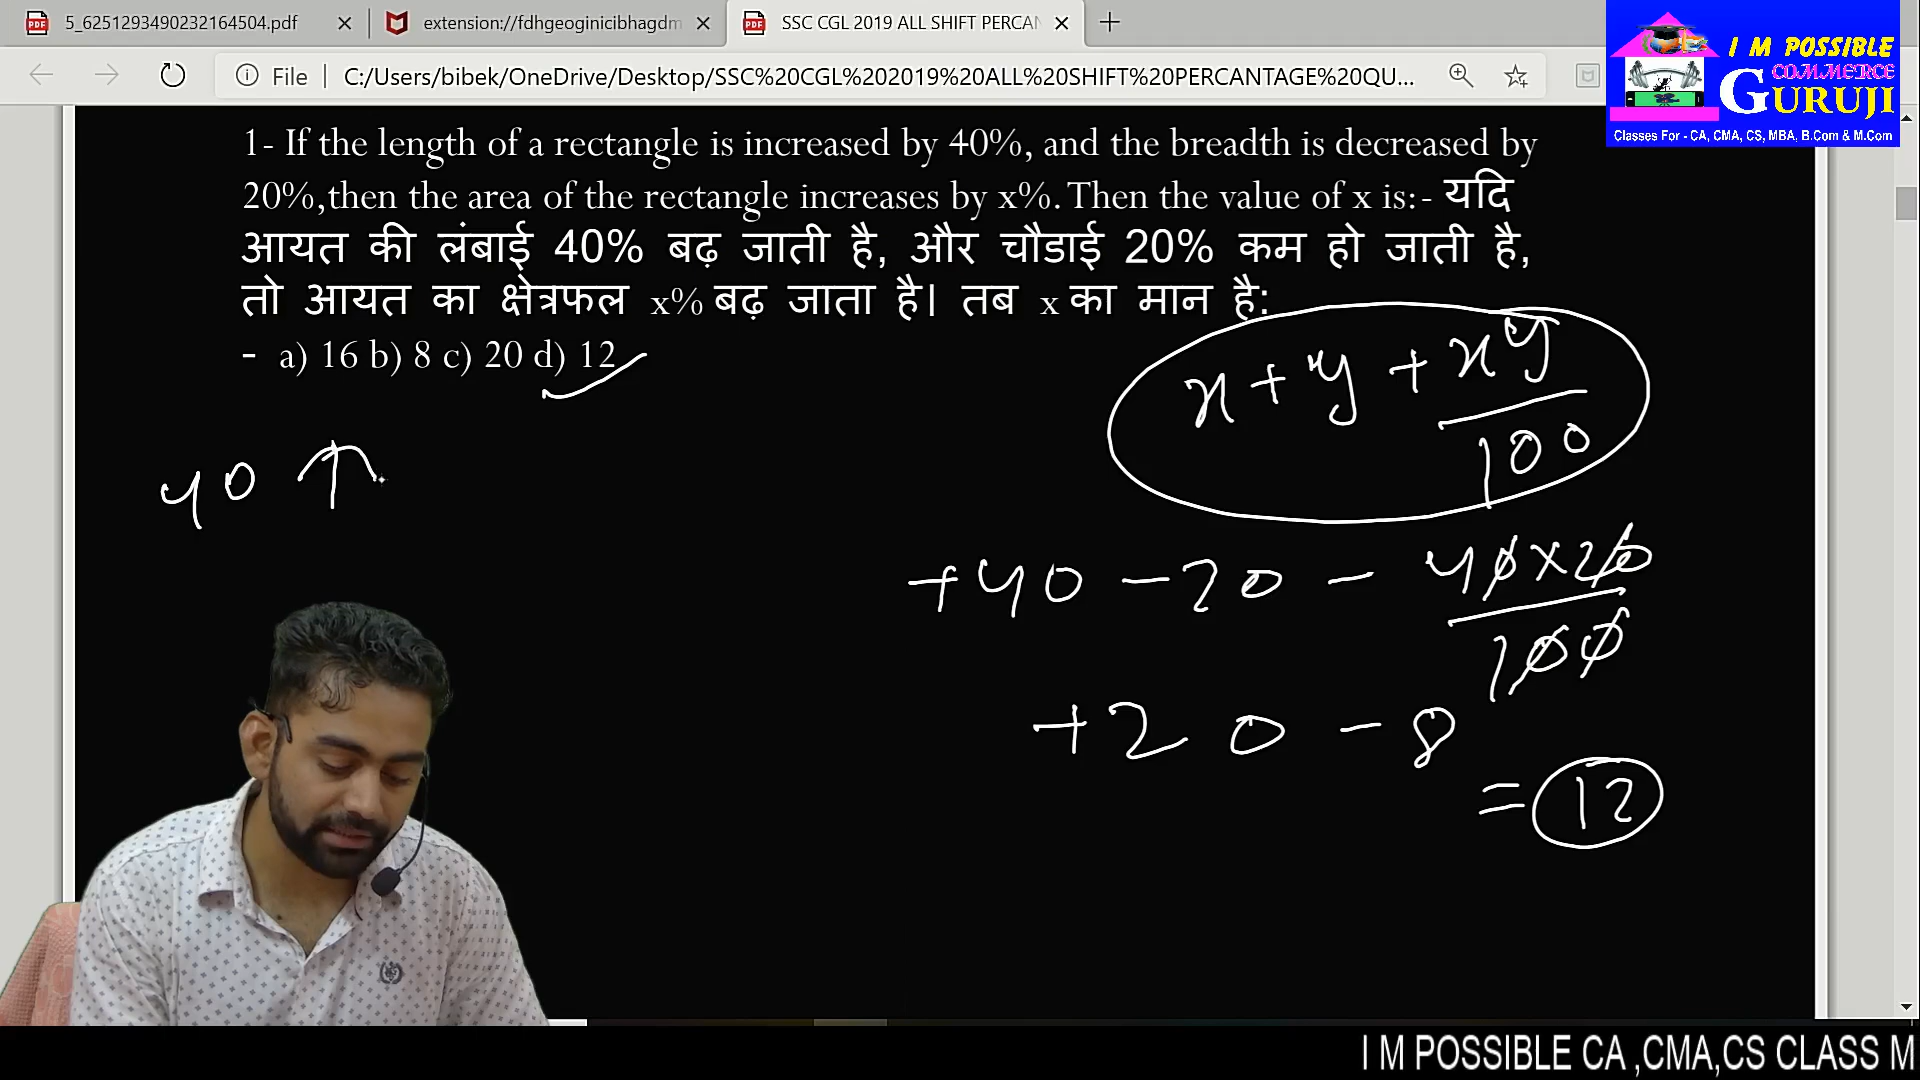 5_6251293490232164504.pdf
extension://fdhgeoginicibhagdm
SSC CGL 2019 ALL SHIFT PERCAN
File
C:/Users/bibek/OneDrive/Desktop/SSC%20CGL%202019%20ALL%20SHIFT%20PERCANTAGE%20QU...
I M POSSIBLE
COMMERCE
GURUJI
Classes For - CA, CMA, CS, MBA, B.Com & M.Com
1- If the length of a rectangle is increased by 40%, and the breadth is decreased by
20%,then the area of the rectangle increases by x%. Then the value of x is:- यदि
आयत की लंबाई 40% बढ़ जाती है, और चौडाई 20% कम हो जाती है,
तो आयत का क्षेत्रफल x% बढ़ जाता है। तब x का मान है:
- a) 16 b) 8 c) 20 d) 12
x + y + xy
100
40 ↑
+40 - 20 - 40x20
100
+20 - 8
= 12
I M POSSIBLE CA ,CMA,CS CLASS M